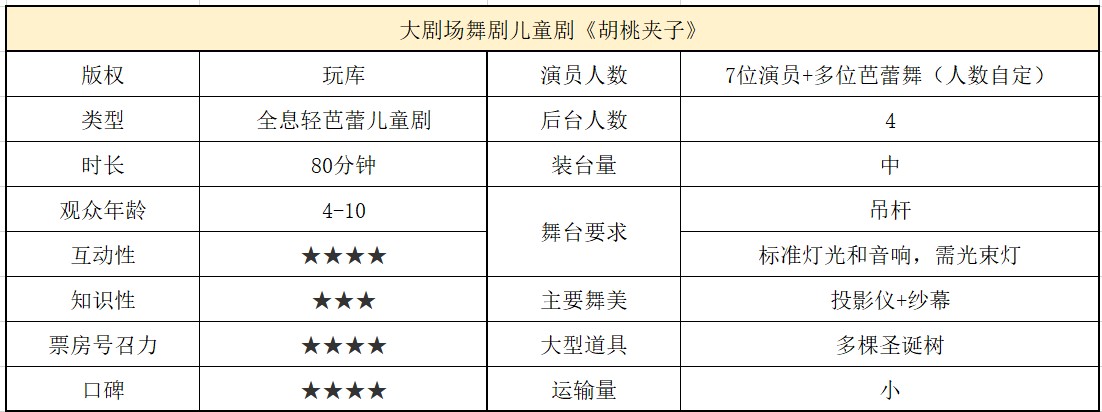 大剧场舞剧儿童剧《胡桃夹子》
版权 玩库 演员人数 7位演员+多位芭蕾舞（人数自定）
类型 全息轻芭蕾儿童剧 后台人数 4
时长 80分钟 装台量 中
观众年龄 4-10 舞台要求 吊杆
互动性 ★★★★ 标准灯光和音响，需光束灯
知识性 ★★★ 主要舞美 投影仪+纱幕
票房号召力 ★★★★ 大型道具 多棵圣诞树
口碑 ★★★★ 运输量 小